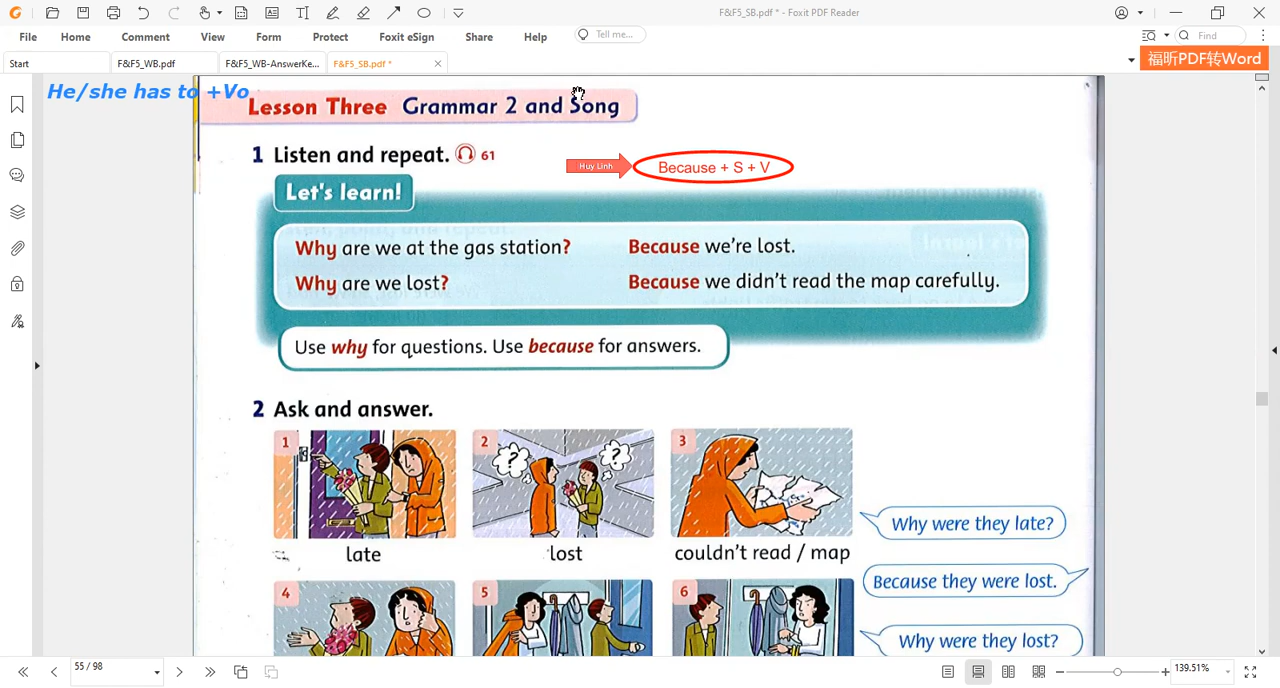 F&F5_SB.pdf * - Foxit PDF Reader
File Home Comment View Form Protect Foxit eSign Share Help Tell me... Find
Start F&F5_WB.pdf F&F5_WB-AnswerKe... F&F5_SB.pdf * 福昕PDF转Word
He/she has to +Vo
Lesson Three Grammar 2 and Song
1 Listen and repeat. 61
Huy Linh Because + S + V
Let's learn!
Why are we at the gas station? Because we're lost.
Why are we lost? Because we didn't read the map carefully.
Use why for questions. Use because for answers.
2 Ask and answer.
1 2 3
? ?
Why were they late?
late lost couldn't read / map
Because they were lost.
4 5 6
Why were they lost?
55 / 98 139.51%